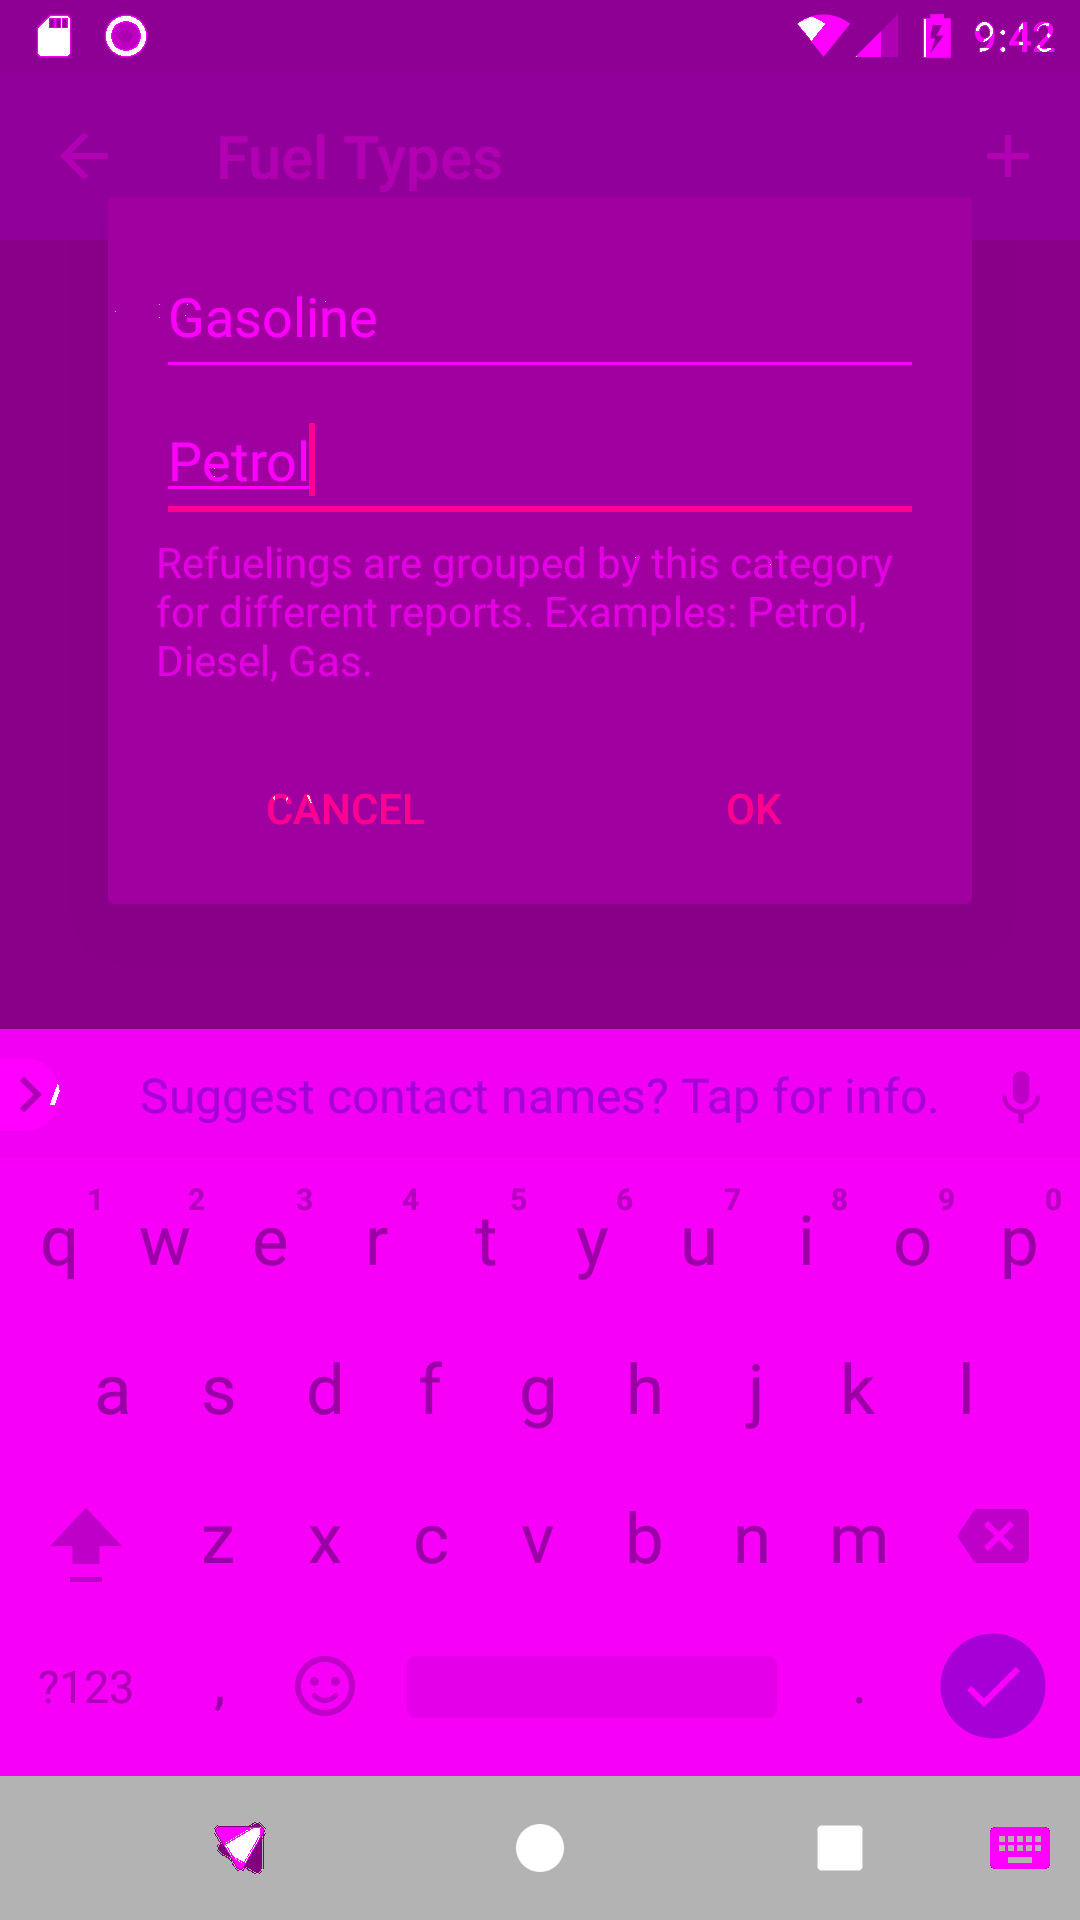 9:42
Fuel Types
Gasoline
Petrol
Refuelings are grouped by this category
for different reports. Examples: Petrol,
Diesel, Gas.
CANCEL OK
Suggest contact names? Tap for info.
1 2 3 4 5 6 7 8 9 0
q w e r t y u i o p
a s d f g h j k l
z x c v b n m
?123 , .